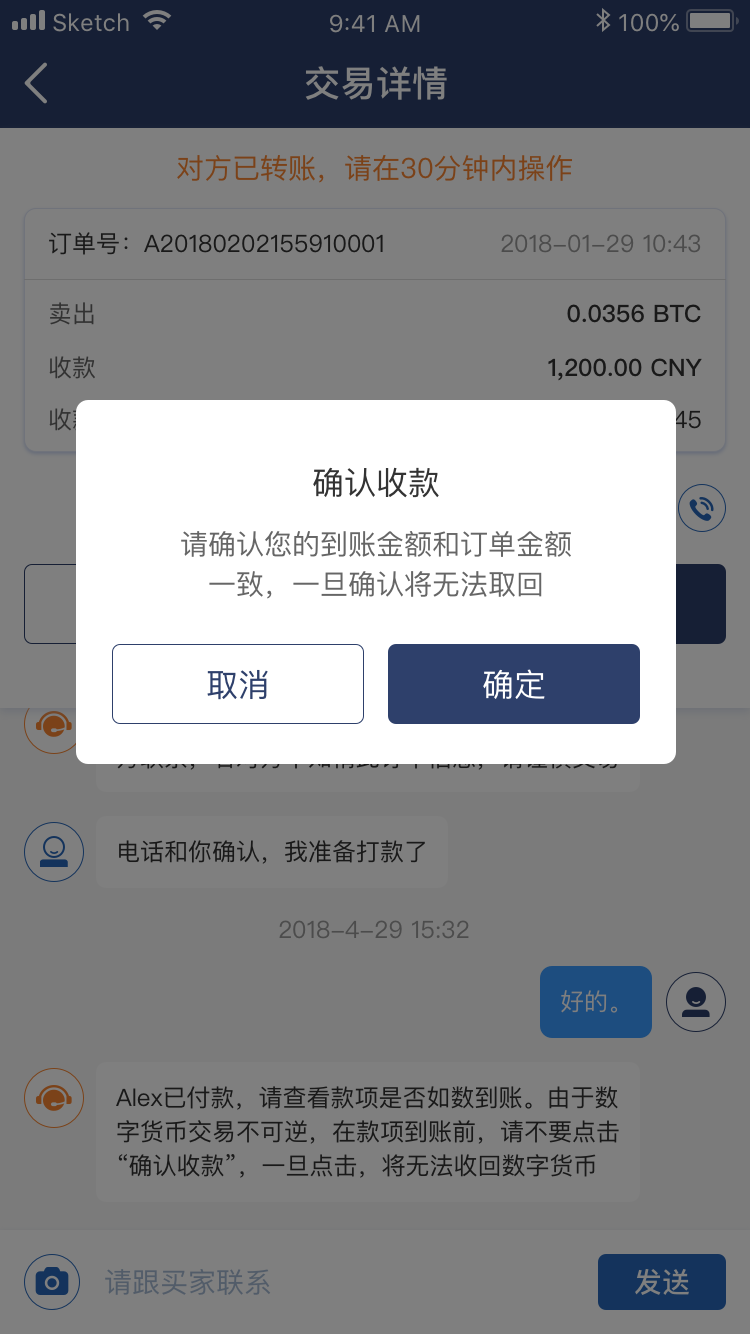 Sketch 9:41 AM 100%
交易详情
对方已转账，请在30分钟内操作
订单号：A20180202155910001 2018-01-29 10:43
卖出 0.0356 BTC
收款 1,200.00 CNY
收 45
确认收款
请确认您的到账金额和订单金额
一致，一旦确认将无法取回
取消 确定
电话和你确认，我准备打款了
2018-4-29 15:32
好的。
Alex已付款，请查看款项是否如数到账。由于数
字货币交易不可逆，在款项到账前，请不要点击
“确认收款”，一旦点击，将无法收回数字货币
请跟买家联系 发送